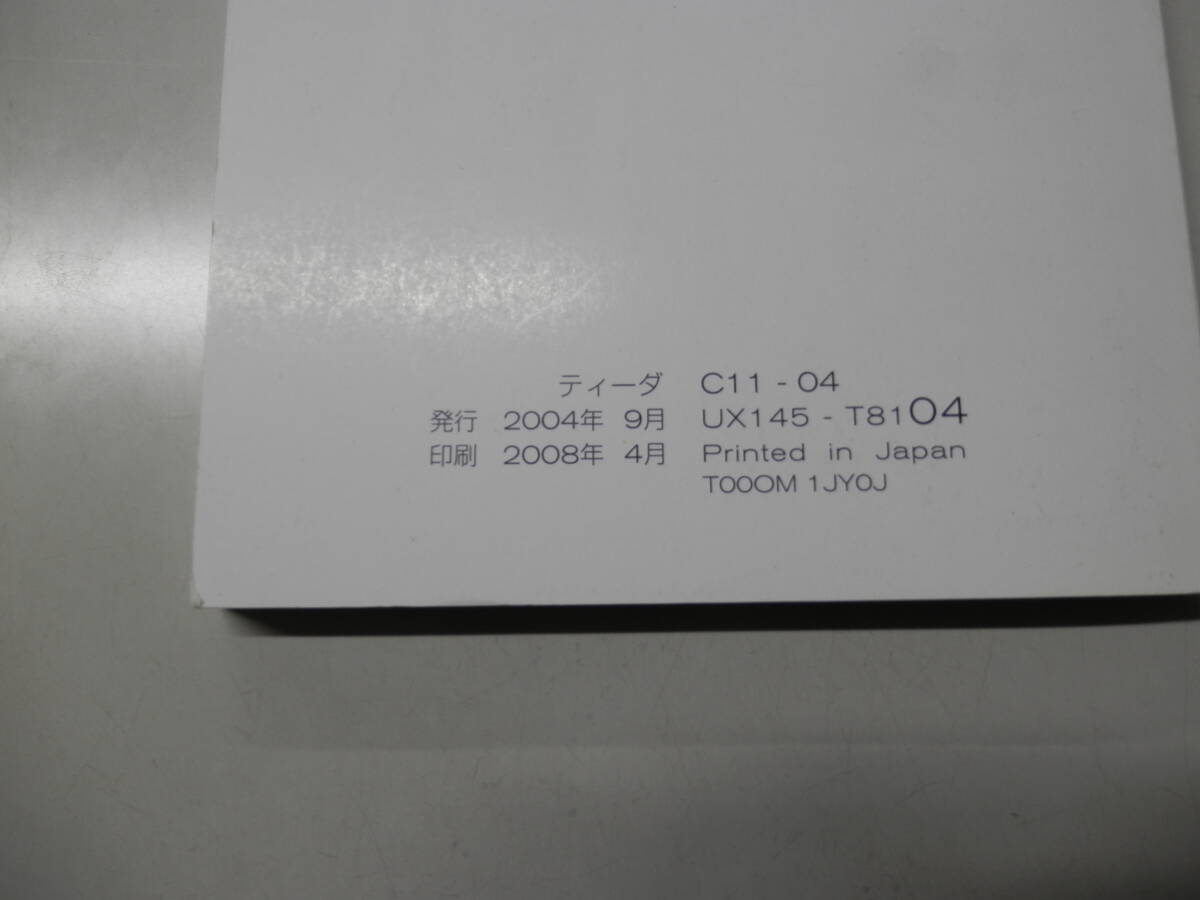 ティーダ C11 - 04
発行 2004年 9月 UX145 - T8104
印刷 2008年 4月 Printed in Japan
T00OM 1JY0J